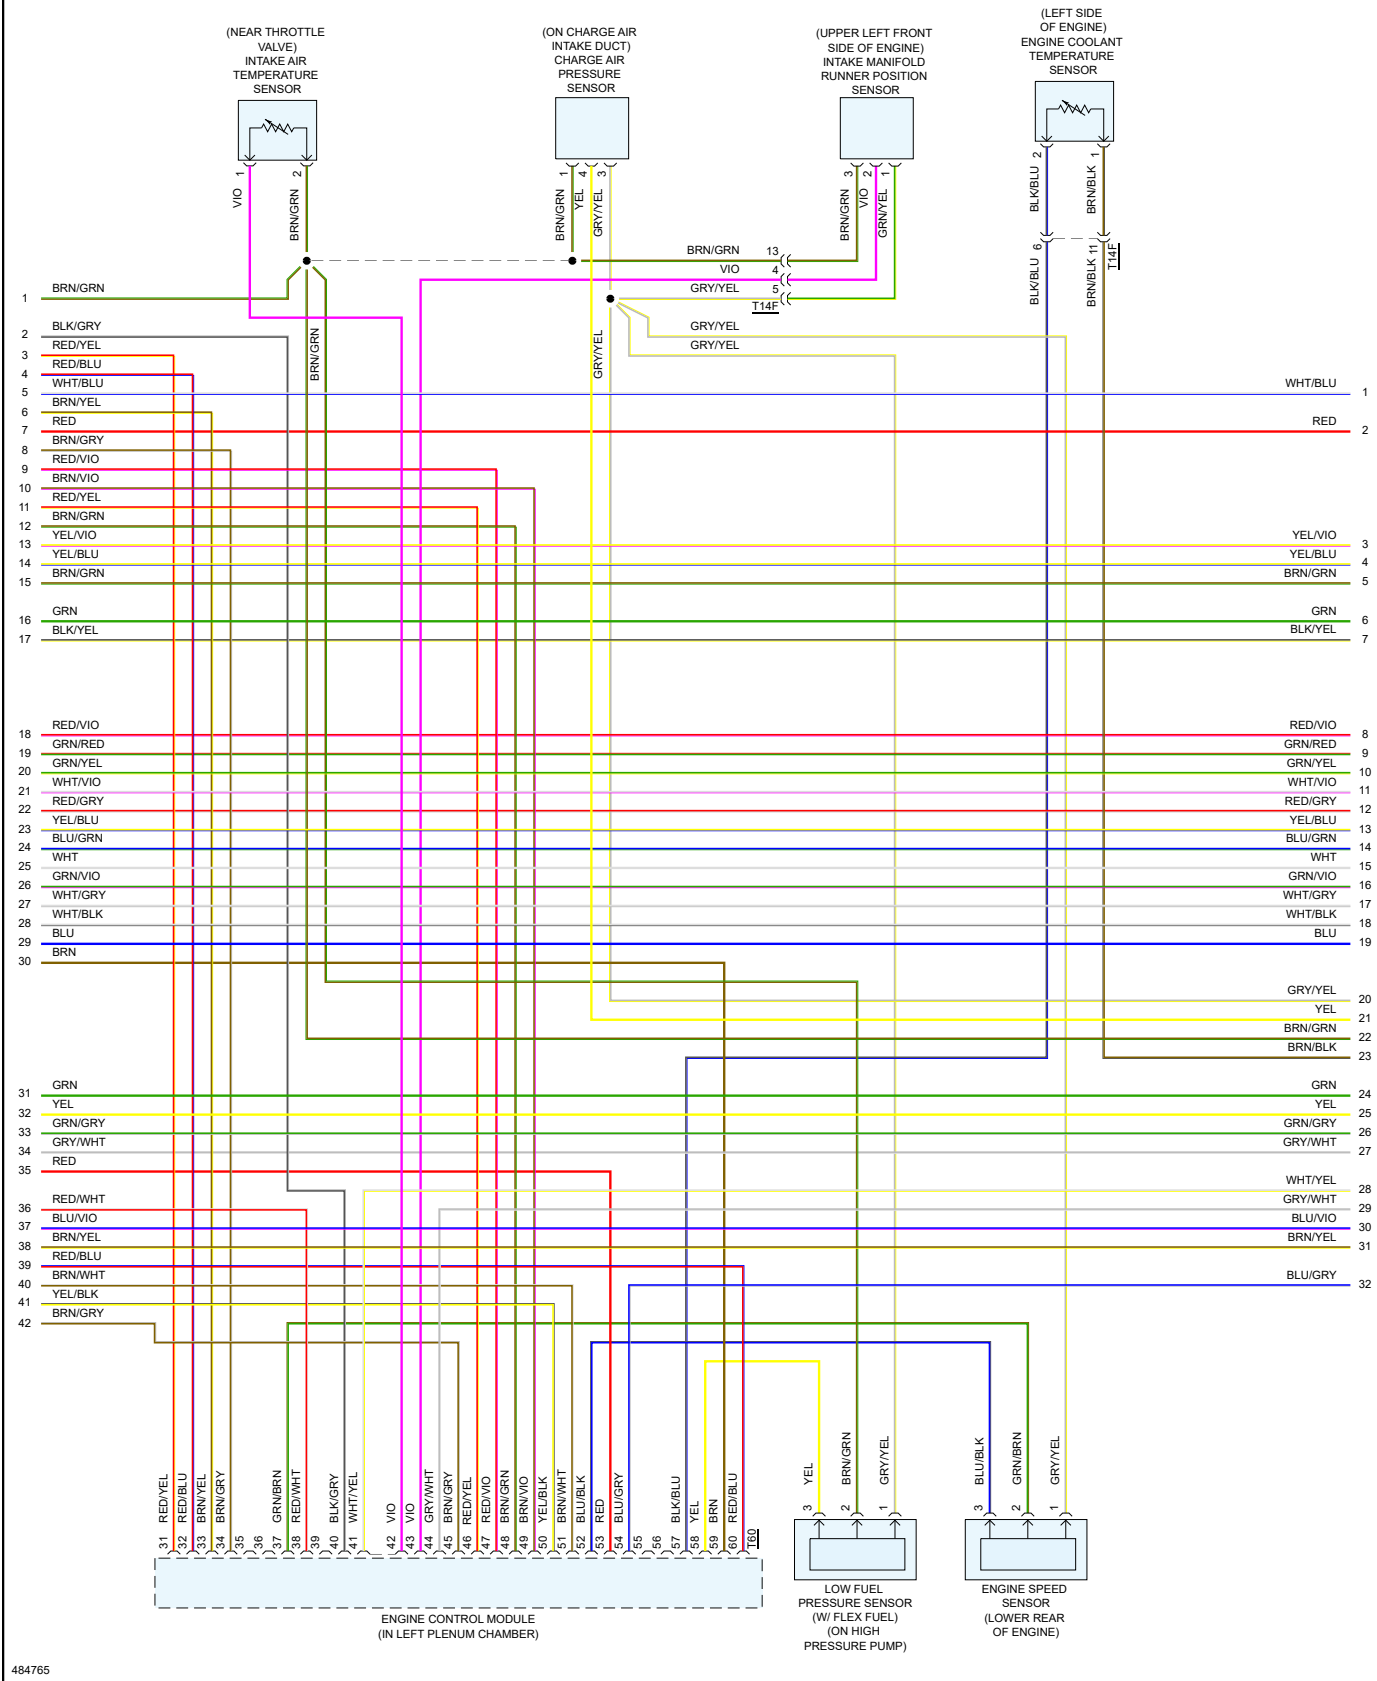 (NEAR THROTTLE
VALVE)
INTAKE AIR
TEMPERATURE
SENSOR
(ON CHARGE AIR
INTAKE DUCT)
CHARGE AIR
PRESSURE
SENSOR
(UPPER LEFT FRONT
SIDE OF ENGINE)
INTAKE MANIFOLD
RUNNER POSITION
SENSOR
(LEFT SIDE
OF ENGINE)
ENGINE COOLANT
TEMPERATURE
SENSOR
1 VIO
2 BRN/GRN
1 BRN/GRN
4 YEL
3 GRY/YEL
3 BRN/GRN
2 VIO
1 GRN/YEL
2 BLK/BLU
1 BRN/BLK
6 BLK/BLU
11 BRN/BLK
T14F
BRN/GRN 13
VIO 4
GRY/YEL 5
T14F
GRY/YEL
GRY/YEL
BRN/GRN
GRY/YEL
1 BRN/GRN
2 BLK/GRY
3 RED/YEL
4 RED/BLU
5 WHT/BLU WHT/BLU 1
6 BRN/YEL
7 RED RED 2
8 BRN/GRY
9 RED/VIO
10 BRN/VIO
11 RED/YEL
12 BRN/GRN
13 YEL/VIO YEL/VIO 3
14 YEL/BLU YEL/BLU 4
15 BRN/GRN BRN/GRN 5
16 GRN GRN 6
17 BLK/YEL BLK/YEL 7
18 RED/VIO RED/VIO 8
19 GRN/RED GRN/RED 9
20 GRN/YEL GRN/YEL 10
21 WHT/VIO WHT/VIO 11
22 RED/GRY RED/GRY 12
23 YEL/BLU YEL/BLU 13
24 BLU/GRN BLU/GRN 14
25 WHT WHT 15
26 GRN/VIO GRN/VIO 16
27 WHT/GRY WHT/GRY 17
28 WHT/BLK WHT/BLK 18
29 BLU BLU 19
30 BRN
GRY/YEL 20
YEL 21
BRN/GRN 22
BRN/BLK 23
31 GRN GRN 24
32 YEL YEL 25
33 GRN/GRY GRN/GRY 26
34 GRY/WHT GRY/WHT 27
35 RED
WHT/YEL 28
36 RED/WHT GRY/WHT 29
37 BLU/VIO BLU/VIO 30
38 BRN/YEL BRN/YEL 31
39 RED/BLU
40 BRN/WHT BLU/GRY 32
41 YEL/BLK
42 BRN/GRY
31 RED/YEL
32 RED/BLU
33 BRN/YEL
34 BRN/GRY
35
36
37 GRN/BRN
38 RED/WHT
39
40 BLK/GRY
41 WHT/YEL
42 VIO
43 VIO
44 GRY/WHT
45 BRN/GRY
46 RED/YEL
47 RED/VIO
48 BRN/GRN
49 BRN/VIO
50 YEL/BLK
51 BRN/WHT
52 BLU/BLK
53 RED
54 BLU/GRY
55
56
57 BLK/BLU
58 YEL
59 BRN
60 RED/BLU
T60
3 YEL
2 BRN/GRN
1 GRY/YEL
3 BLU/BLK
2 GRN/BRN
1 GRY/YEL
ENGINE CONTROL MODULE
(IN LEFT PLENUM CHAMBER)
LOW FUEL
PRESSURE SENSOR
(W/ FLEX FUEL)
(ON HIGH
PRESSURE PUMP)
ENGINE SPEED
SENSOR
(LOWER REAR
OF ENGINE)
484765